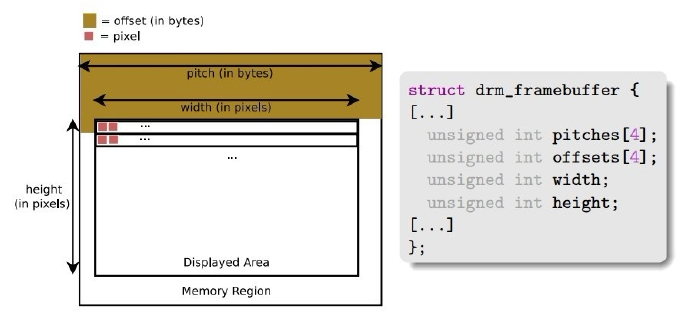 = offset (in bytes)
= pixel
pitch (in bytes)
width (in pixels)
...
...
...
height
(in pixels)
Displayed Area
Memory Region
struct drm_framebuffer {
[...]
unsigned int pitches[4];
unsigned int offsets[4];
unsigned int width;
unsigned int height;
[...]
};